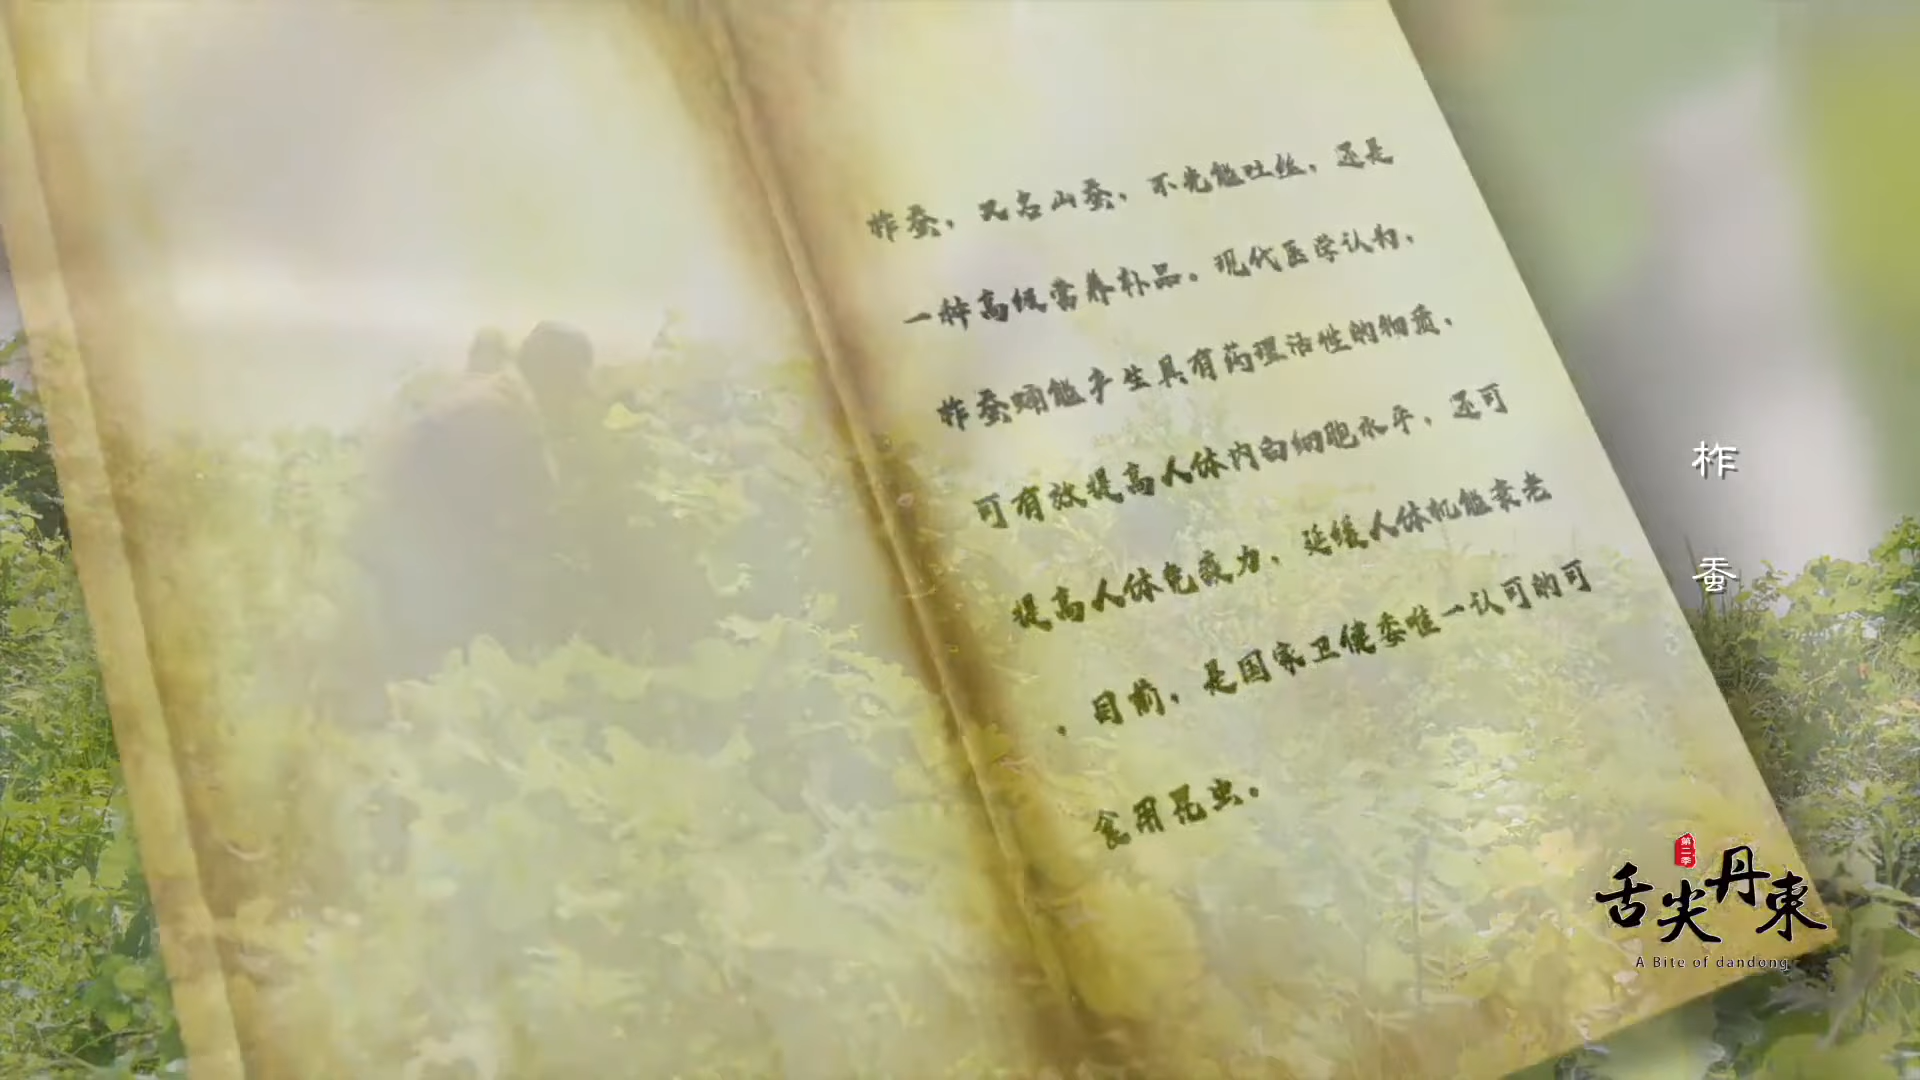 柞蚕，又名山蚕，不光能吐丝，还是
一种高级营养补品。现代医学认为，
柞蚕蛹能产生具有药理活性的物质，
可有效提高人体内白细胞水平，还可
提高人体免疫力，延缓人体机能衰老
，目前，是国家卫健委唯一认可的可
食用昆虫。
柞
蚕
第二季
舌尖丹東
A Bite of dandong